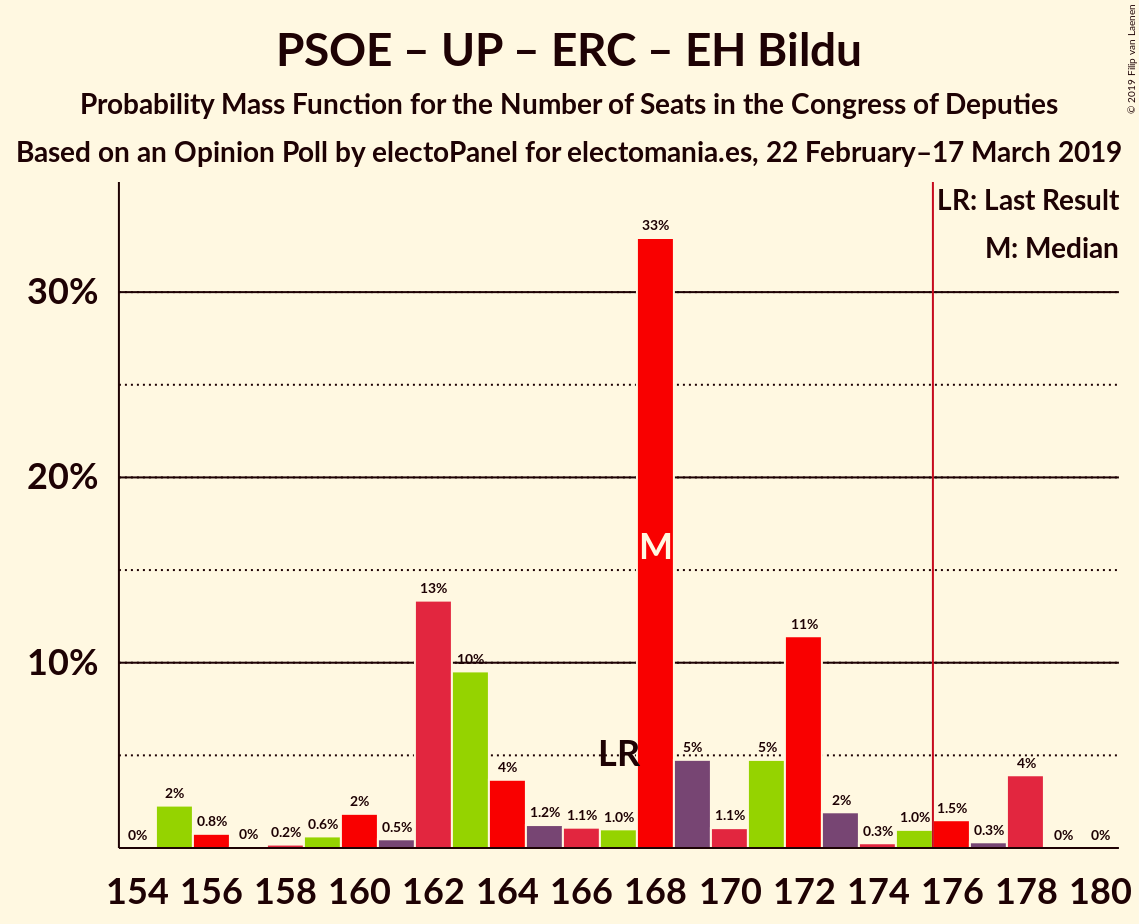 PSOE – UP – ERC – EH Bildu
Probability Mass Function for the Number of Seats in the Congress of Deputies
Based on an Opinion Poll by electoPanel for electomania.es, 22 February–17 March 2019
© 2019 Filip van Laenen
LR: Last Result
M: Median
30%
20%
10%
0% 2% 0.8% 0% 0.2% 0.6% 2% 0.5% 13% 10% 4% 1.2% 1.1% 1.0% 33% 5% 1.1% 5% 11% 2% 0.3% 1.0% 1.5% 0.3% 4% 0% 0%
LR
M
154 156 158 160 162 164 166 168 170 172 174 176 178 180